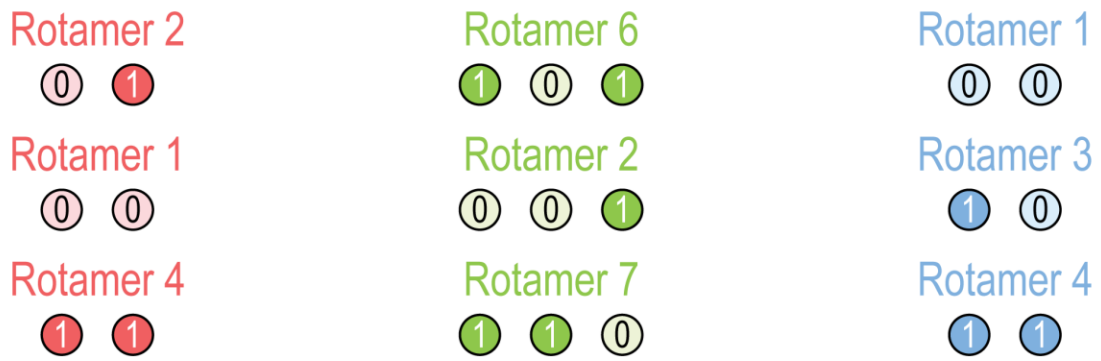 Rotamer 2 Rotamer 6 Rotamer 1
0 1 1 0 1 0 0
Rotamer 1 Rotamer 2 Rotamer 3
0 0 0 0 1 1 0
Rotamer 4 Rotamer 7 Rotamer 4
1 1 1 1 0 1 1